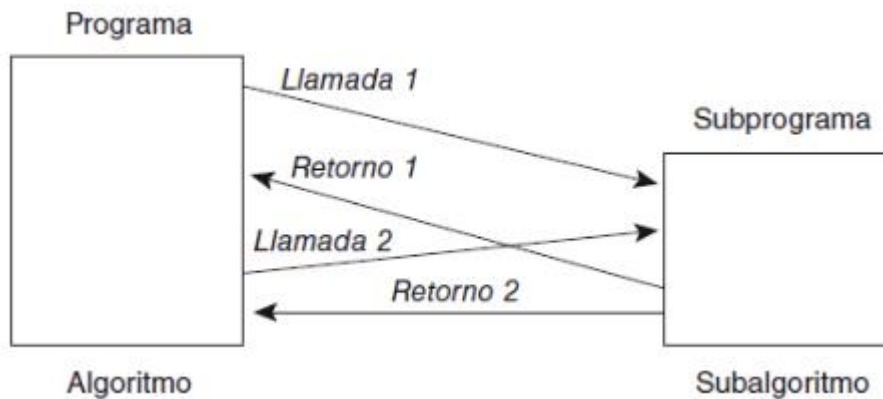 Programa
Llamada 1
Subprograma
Retorno 1
Llamada 2
Retorno 2
Algoritmo
Subalgoritmo